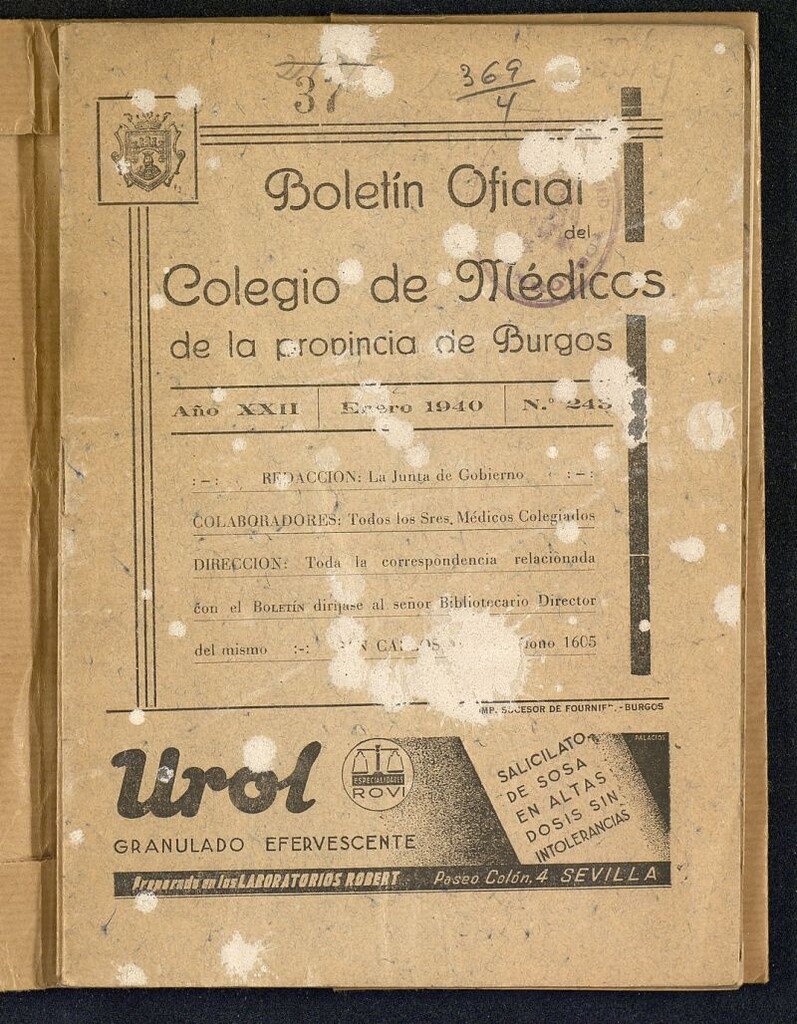 37
369
4
Boletín Oficial
del
Colegio de Médicos
de la provincia de Burgos
Año XXII Enero 1940 N.º 245
:-: REDACCION: La Junta de Gobierno :-:
COLABORADORES: Todos los Sres. Médicos Colegiados
DIRECCION: Toda la correspondencia relacionada
con el BOLETÍN diríjase al señor Bibliotecario Director
del mismo :-: CARLOS 1605
IMP. SUCESOR DE FOURNIER.-BURGOS
Urol
ESPECIALIDADES
ROVI
GRANULADO EFERVESCENTE
SALICILATO
DE SOSA
EN ALTAS
DOSIS SIN
INTOLERANCIAS
PALACIOS
Preparado en los LABORATORIOS ROBERT Paseo Colón, 4 SEVILLA